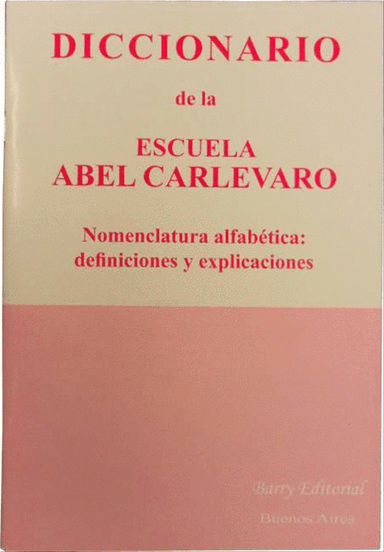 DICCIONARIO
de la
ESCUELA
ABEL CARLEVARO
Nomenclatura alfabética:
definiciones y explicaciones
Barry Editorial
Buenos Aires